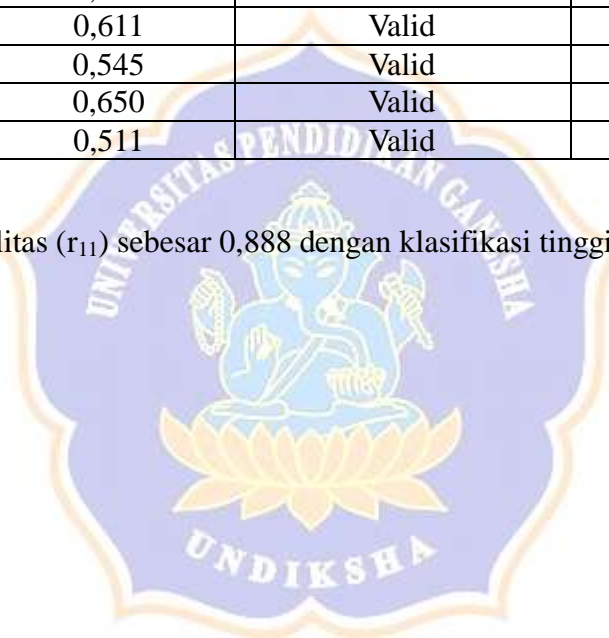 0,611 Valid
0,545 Valid
0,650 Valid
0,511 Valid
UNIVERSITAS PENDIDIKAN GANESHA
litas (r₁₁) sebesar 0,888 dengan klasifikasi tinggi
UNDIKSHA